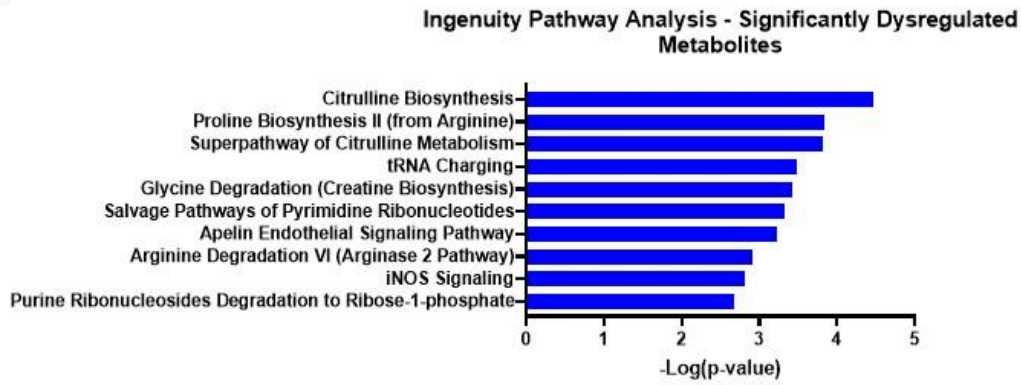 Ingenuity Pathway Analysis - Significantly Dysregulated
Metabolites
Citrulline Biosynthesis
Proline Biosynthesis II (from Arginine)
Superpathway of Citrulline Metabolism
tRNA Charging
Glycine Degradation (Creatine Biosynthesis)
Salvage Pathways of Pyrimidine Ribonucleotides
Apelin Endothelial Signaling Pathway
Arginine Degradation VI (Arginase 2 Pathway)
iNOS Signaling
Purine Ribonucleosides Degradation to Ribose-1-phosphate
0 1 2 3 4 5
-Log(p-value)